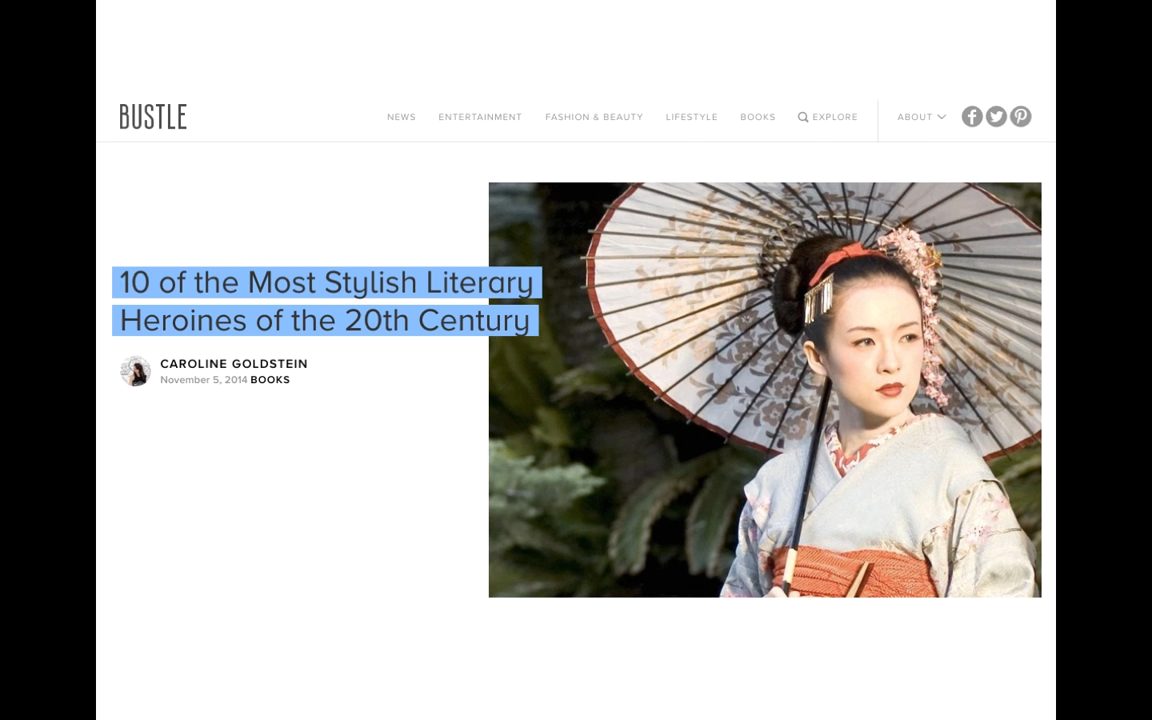 BUSTLE
NEWS ENTERTAINMENT FASHION & BEAUTY LIFESTYLE BOOKS EXPLORE ABOUT
10 of the Most Stylish Literary
Heroines of the 20th Century
CAROLINE GOLDSTEIN
November 5, 2014 BOOKS